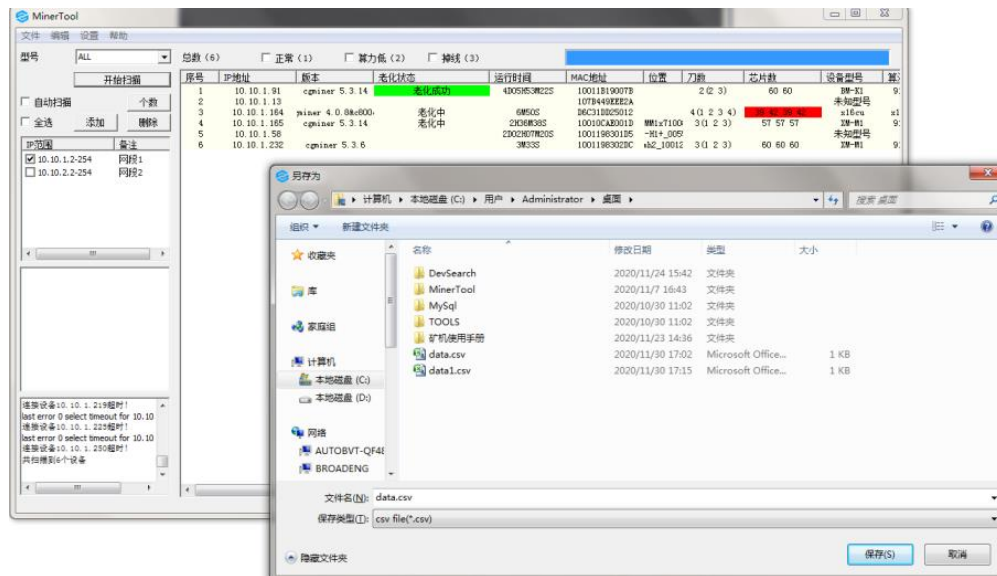 MinerTool
文件 编辑 设置 帮助
型号 ALL 总数 (6) 正常 (1) 算力低 (2) 掉线 (3)
开始扫描
自动扫描 个数
全选 添加 删除
IP范围 备注
10.10.1.2-254 网段1
10.10.2.2-254 网段2
序号 IP地址 版本 老化状态 运行时间 MAC地址 位置 刀数 芯片数 设备型号
1 10.10.1.91 cgminer 5.3.14 老化成功 4D05H53M22S 10011B19007B 2(2 3) 60 60 BM-K1
2 10.10.1.13 107B449EEE2A 未知型号
3 10.10.1.164 老化中 6M50S D6C31DD25012 4(1 2 3 4)
4 10.10.1.165 cgminer 5.3.14 老化中 2H36M38S 3(1 2 3) 57 57 57
5 10.10.1.58 2D02H07M20S 1001198301D5 未知型号
6 10.10.1.232 cgminer 5.3.6 3M33S 1001198302DC 3(1 2 3) 60 60 60
连接设备10.10.1.219超时!
last error 0 select timeout for 10.10
连接设备10.10.1.225超时!
last error 0 select timeout for 10.10
连接设备10.10.1.250超时!
共扫描到6个设备
另存为
计算机 本地磁盘 (C:) 用户 Administrator 桌面
搜索 桌面
组织 新建文件夹
收藏夹
库
家庭组
计算机
本地磁盘 (C:)
本地磁盘 (D:)
网络
AUTOBVT-QF48
BROADENG
名称 修改日期 类型 大小
DevSearch 2020/11/24 15:42 文件夹
MinerTool 2020/11/7 16:43 文件夹
MySql 2020/10/30 11:02 文件夹
TOOLS 2020/10/30 11:02 文件夹
矿机使用手册 2020/11/23 14:36 文件夹
data.csv 2020/11/30 17:02 Microsoft Office... 1 KB
data1.csv 2020/11/30 17:15 Microsoft Office... 1 KB
文件名(N): data.csv
保存类型(T): csv file(*.csv)
隐藏文件夹
保存(S) 取消